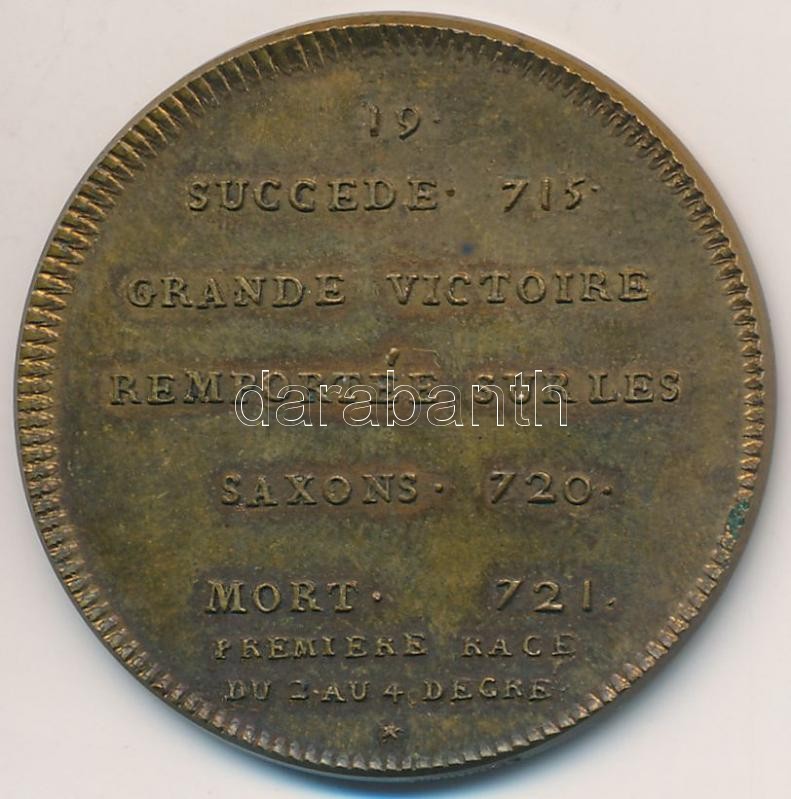 19·
SUCCEDE· 715·
GRANDE VICTOIRE
REMPORTÉE SUR LES
darabanth
SAXONS· 720·
MORT· 721.
PREMIERE RACE
DU 2·AU 4 DEGRE·